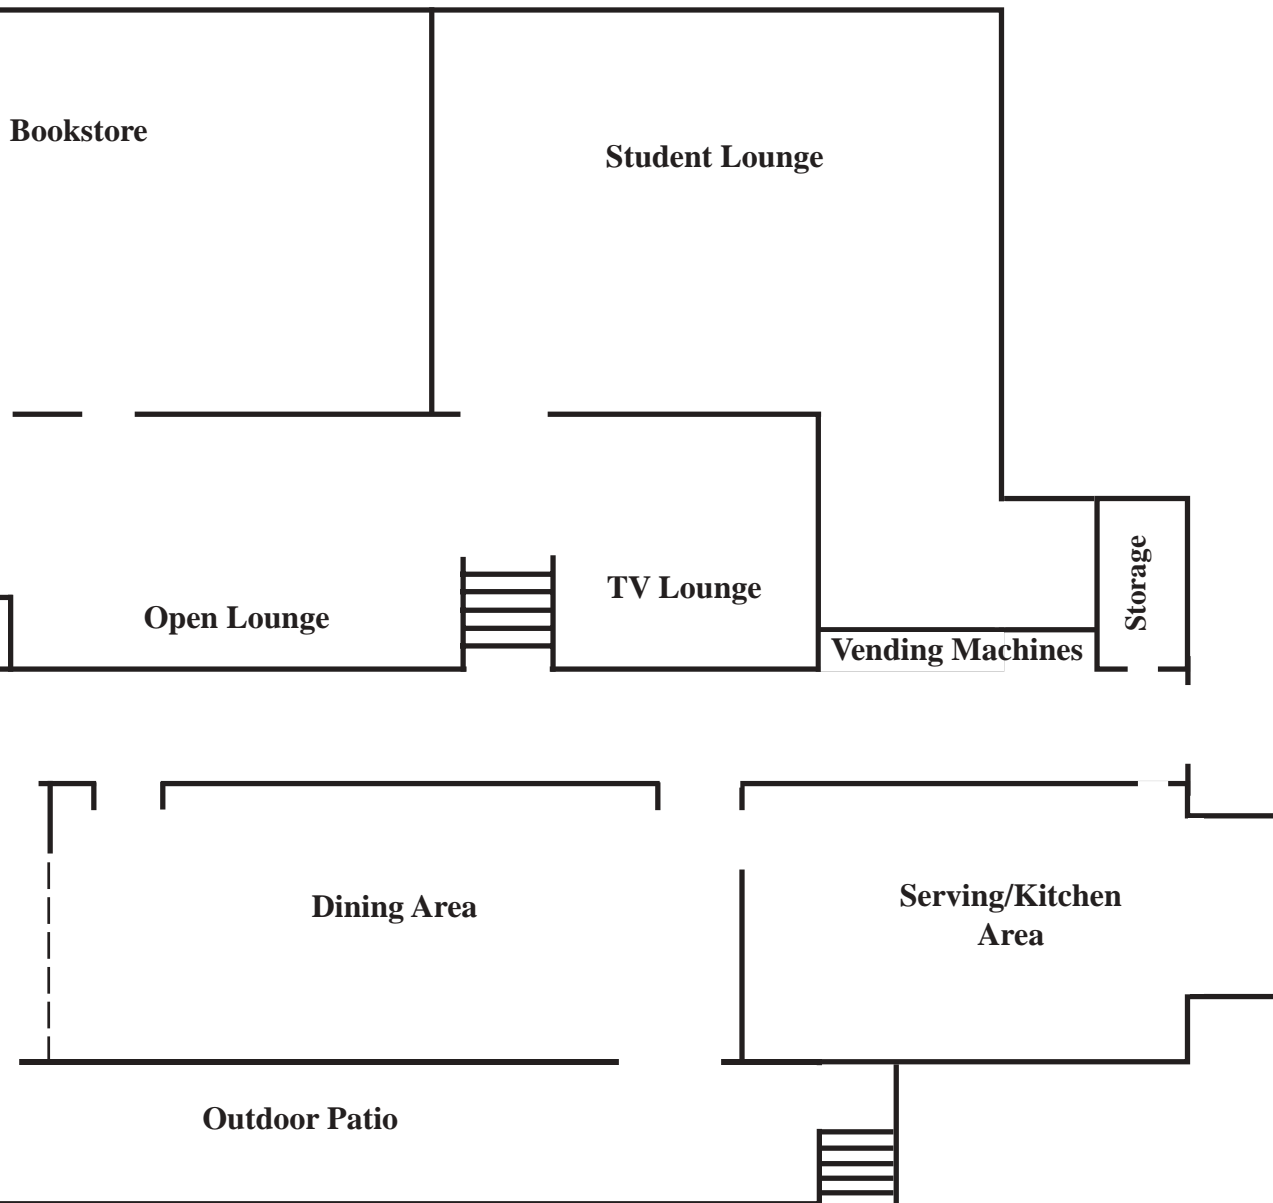 Bookstore
Student Lounge
Storage
TV Lounge
Open Lounge
Vending Machines
Serving/Kitchen
Area
Dining Area
Outdoor Patio